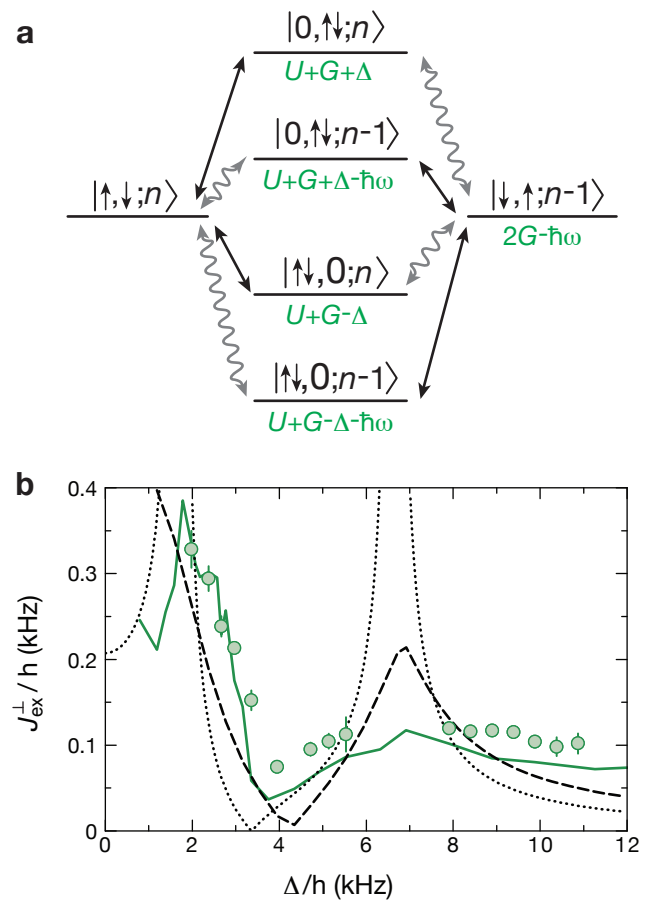 a
|0,↑↓;n⟩
U+G+Δ
|0,↑↓;n-1⟩
U+G+Δ-ħω
|↑,↓;n⟩
|↓,↑;n-1⟩
2G-ħω
|↑↓,0;n⟩
U+G-Δ
|↑↓,0;n-1⟩
U+G-Δ-ħω
b
0.4
0.3
0.2
0.1
0
J⊥ex/h (kHz)
0 2 4 6 8 10 12
Δ/h (kHz)